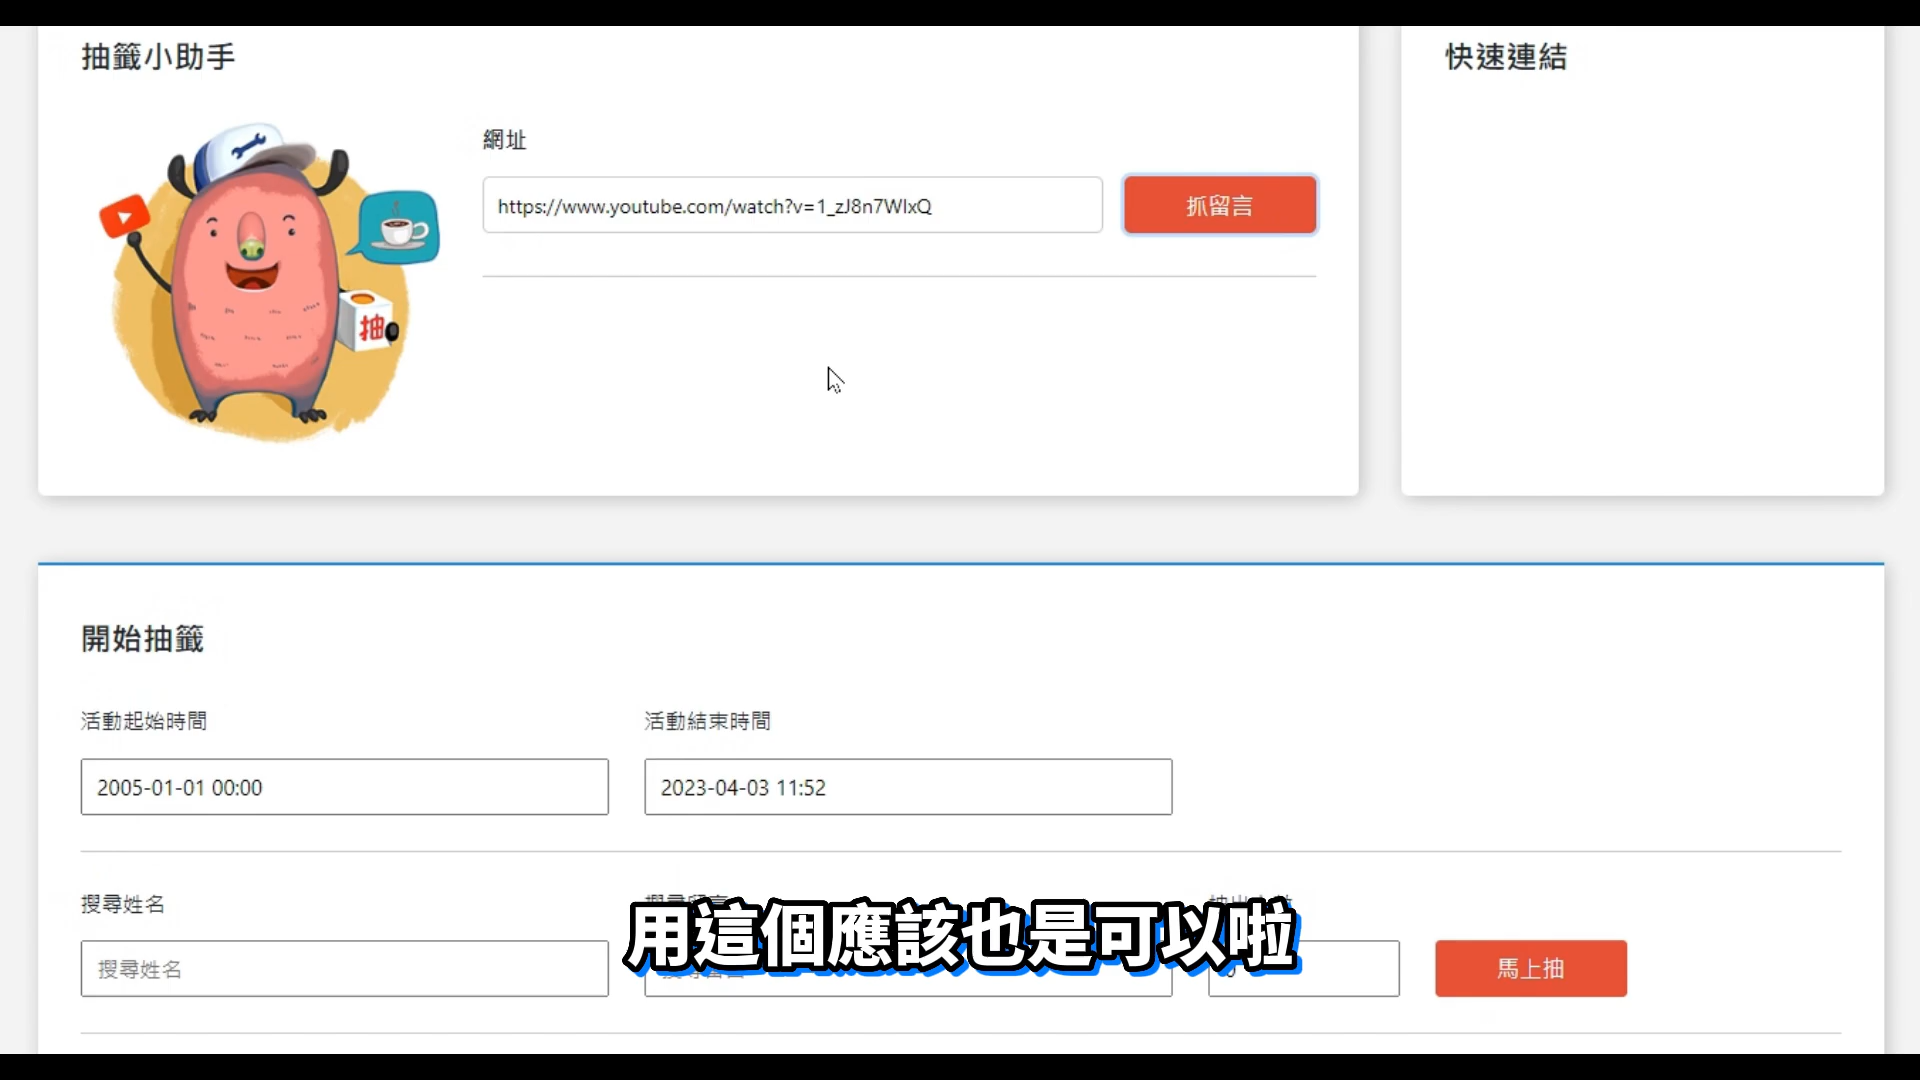 抽籤小助手
快速連結
網址
https://www.youtube.com/watch?v=1_zJ8n7WIxQ
抓留言
抽
開始抽籤
活動起始時間
活動結束時間
2005-01-01 00:00
2023-04-03 11:52
搜尋姓名
搜尋姓名
馬上抽
用這個應該也是可以啦